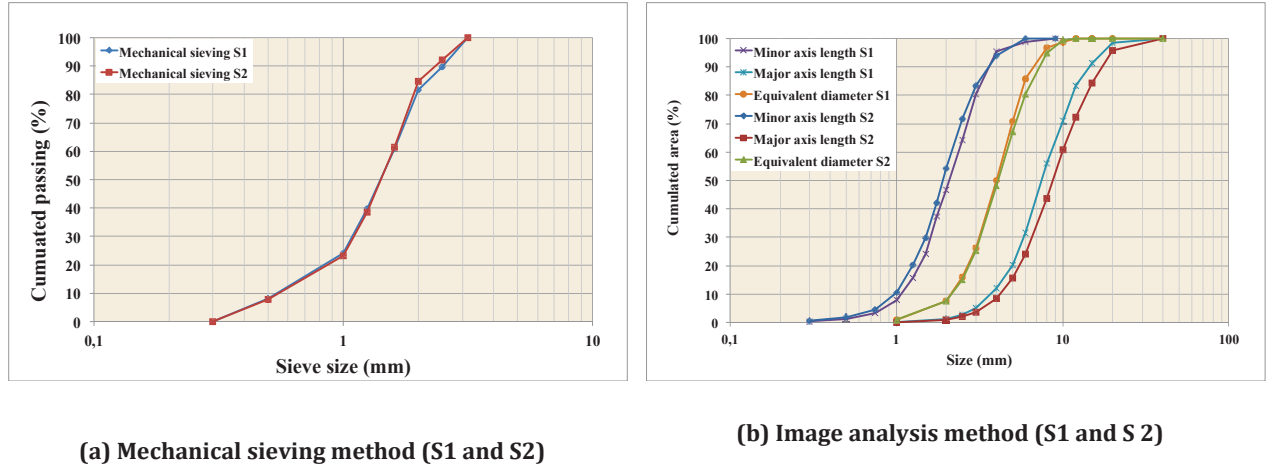 Cumuated passing (%)
100
90
80
70
60
50
40
30
20
10
0
Mechanical sieving S1
Mechanical sieving S2
0,1
1
10
Sieve size (mm)
(a) Mechanical sieving method (S1 and S2)
Cumulated area (%)
100
90
80
70
60
50
40
30
20
10
0
Minor axis length S1
Major axis length S1
Equivalent diameter S1
Minor axis length S2
Major axis length S2
Equivalent diameter S2
0,1
1
10
100
Size (mm)
(b) Image analysis method (S1 and S 2)